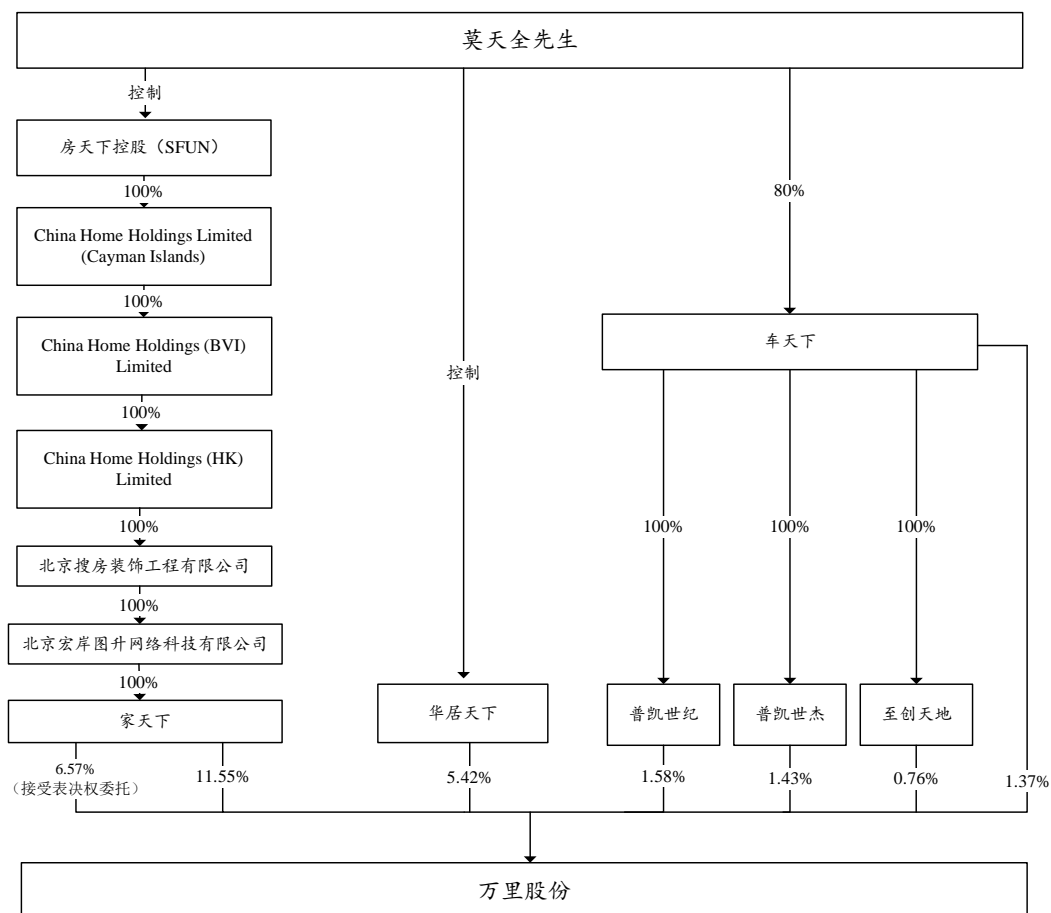 莫天全先生
控制
房天下控股（SFUN）
100%
80%
China Home Holdings Limited
(Cayman Islands)
100%
China Home Holdings (BVI)
Limited
车天下
控制
100%
China Home Holdings (HK)
Limited
100%
100%
100%
100%
北京搜房装饰工程有限公司
100%
北京宏岸图升网络科技有限公司
100%
家天下
华居天下
普凯世纪
普凯世杰
至创天地
6.57%
（接受表决权委托）
11.55%
5.42%
1.58%
1.43%
0.76%
1.37%
万里股份